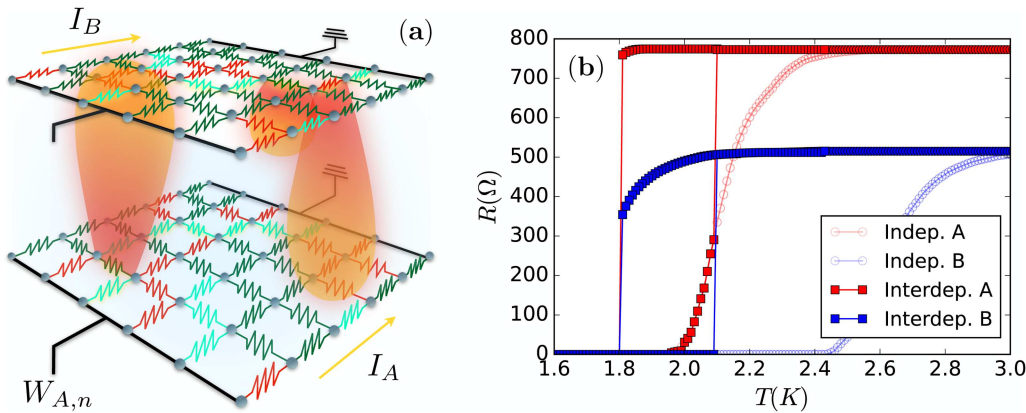 I_B
(a)
W_{A,n}
I_A
(b)
R(Ω)
800
700
600
500
400
300
200
100
0
1.6 1.8 2.0 2.2 2.4 2.6 2.8 3.0
T(K)
Indep. A
Indep. B
Interdep. A
Interdep. B